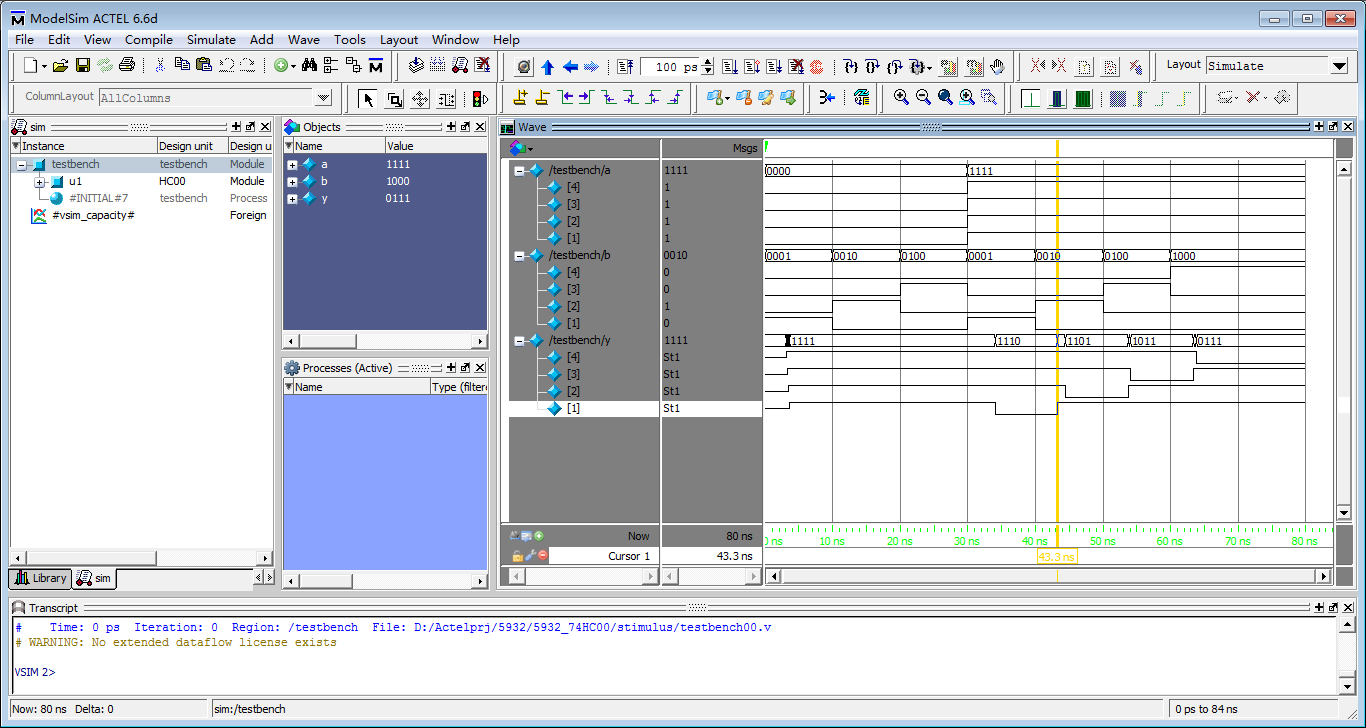 ModelSim ACTEL 6.6d
File Edit View Compile Simulate Add Wave Tools Layout Window Help
100 ps
Layout Simulate
ColumnLayout AllColumns
sim
Instance Design unit Design u
testbench testbench Module
u1 HC00 Module
#INITIAL#7 testbench Process
#vsim_capacity# Foreign
Library sim
Objects
Name Value
a 1111
b 1000
y 0111
Processes (Active)
Name Type (filtere
Wave
Msgs
/testbench/a 1111 0000 1111
[4] 1
[3] 1
[2] 1
[1] 1
/testbench/b 0010 0001 0010 0100 0001 0010 0100 1000
[4] 0
[3] 0
[2] 1
[1] 0
/testbench/y 1111 1111 1110 1101 1011 0111
[4] St1
[3] St1
[2] St1
[1] St1
Now 80 ns
0 ns 10 ns 20 ns 30 ns 40 ns 50 ns 60 ns 70 ns 80 ns
Cursor 1 43.3 ns 43.3 ns
Transcript
# Time: 0 ps Iteration: 0 Region: /testbench File: D:/Actelprj/5932/5932_74HC00/stimulus/testbench00.v
# WARNING: No extended dataflow license exists
VSIM 2>
Now: 80 ns Delta: 0 sim:/testbench 0 ps to 84 ns